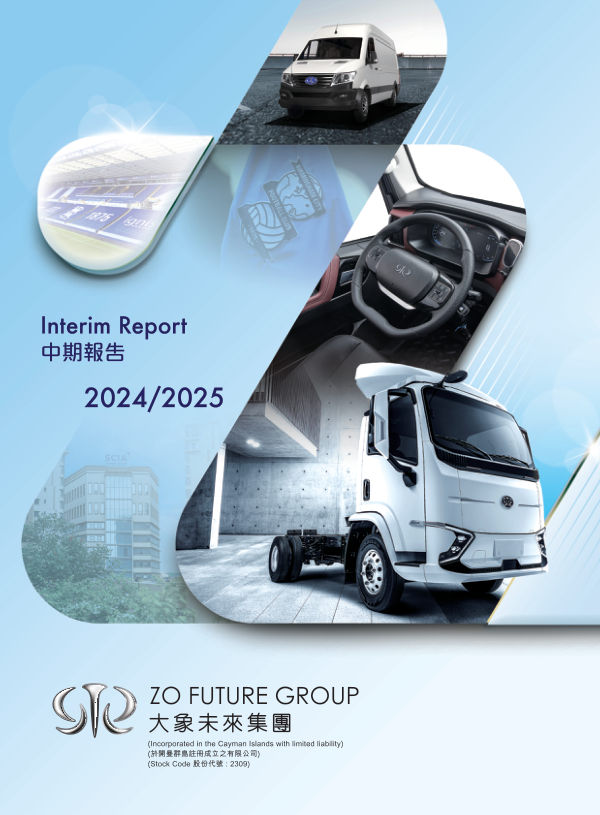 1875
SCIA
Interim Report
中期報告
2024/2025
ZO FUTURE GROUP
大象未來集團
(Incorporated in the Cayman Islands with limited liability)
(於開曼群島註冊成立之有限公司)
(Stock Code 股份代號 : 2309)